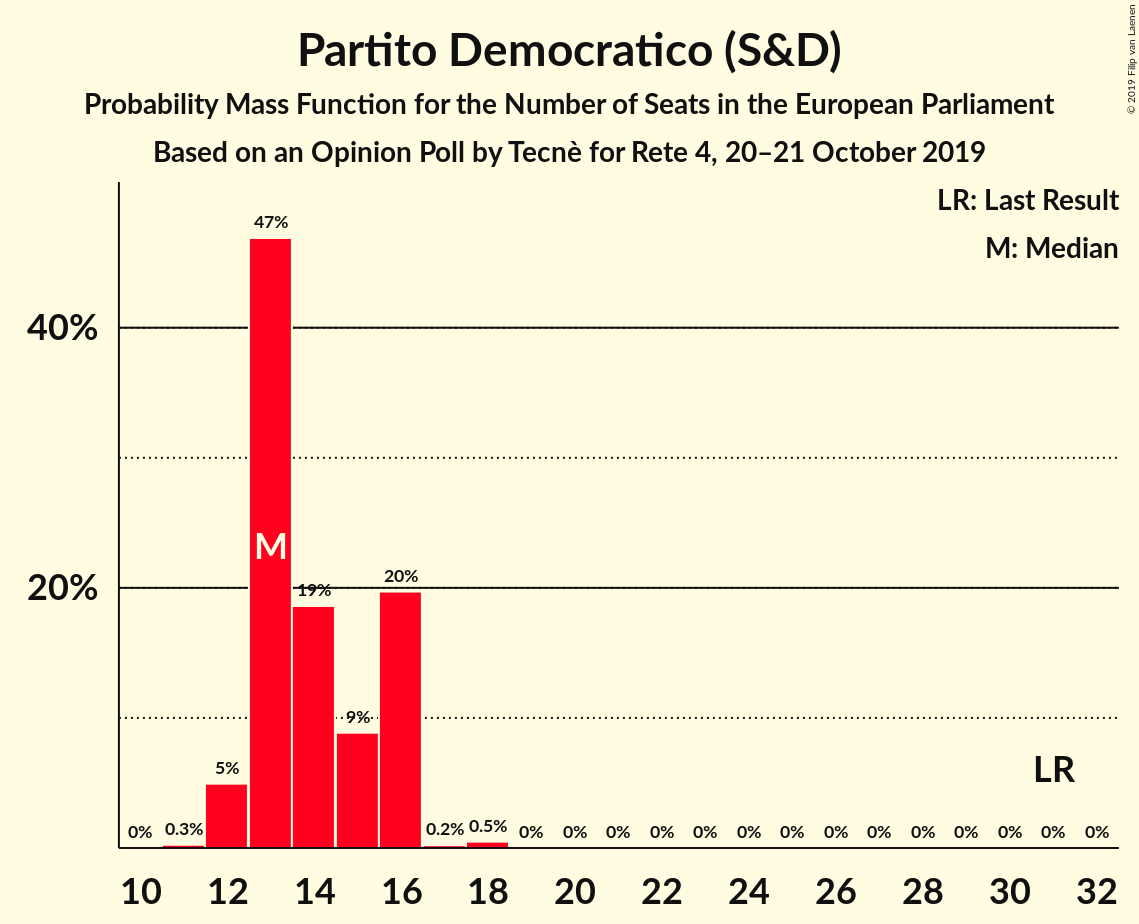 Partito Democratico (S&D)
Probability Mass Function for the Number of Seats in the European Parliament
Based on an Opinion Poll by Tecnè for Rete 4, 20–21 October 2019
© 2019 Filip van Laenen
LR: Last Result
M: Median
40%
20%
0%
0.3%
5%
47%
M
19%
9%
20%
0.2%
0.5%
0%
0%
0%
0%
0%
0%
0%
0%
0%
0%
0%
0%
0%
0%
LR
10 12 14 16 18 20 22 24 26 28 30 32